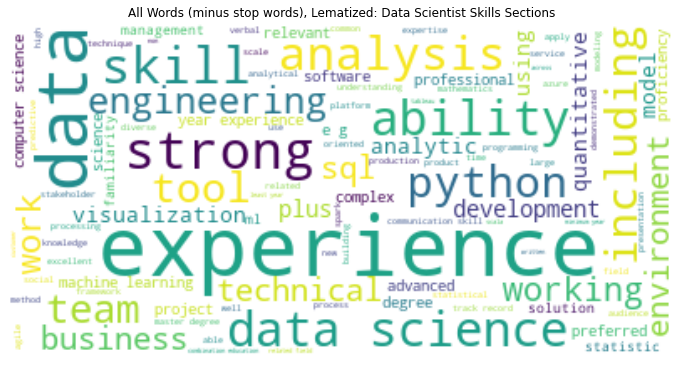 All Words (minus stop words), Lematized: Data Scientist Skills Sections
high
technique
management
verbal
relevant
common
expertise
apply
computer science
data
skill
scale
analytical
analysis
understanding
using
service
across
modeling
including
model
proficiency
software
professional
mathematics
azure
quantitative
demonstrated
predictive
science
engineering
platform
tableau
ability
familiarity
diverse
year experience
use
e g
oriented
analytic
programming
strong
production
product
time
large
stakeholder
tool
sql
python
environment
related
least year
complex
development
work
visualization
ml
plus
spark
communication skill
scala
minimum year
presentation
processing
experience
building
new
written
knowledge
excellent
social
machine learning
technical
advanced
statistical
working
field
framework
method
team
project
process
degree
solution
audience
master degree
well
track record
agile
business
able
data science
preferred
statistic
combination education
related field